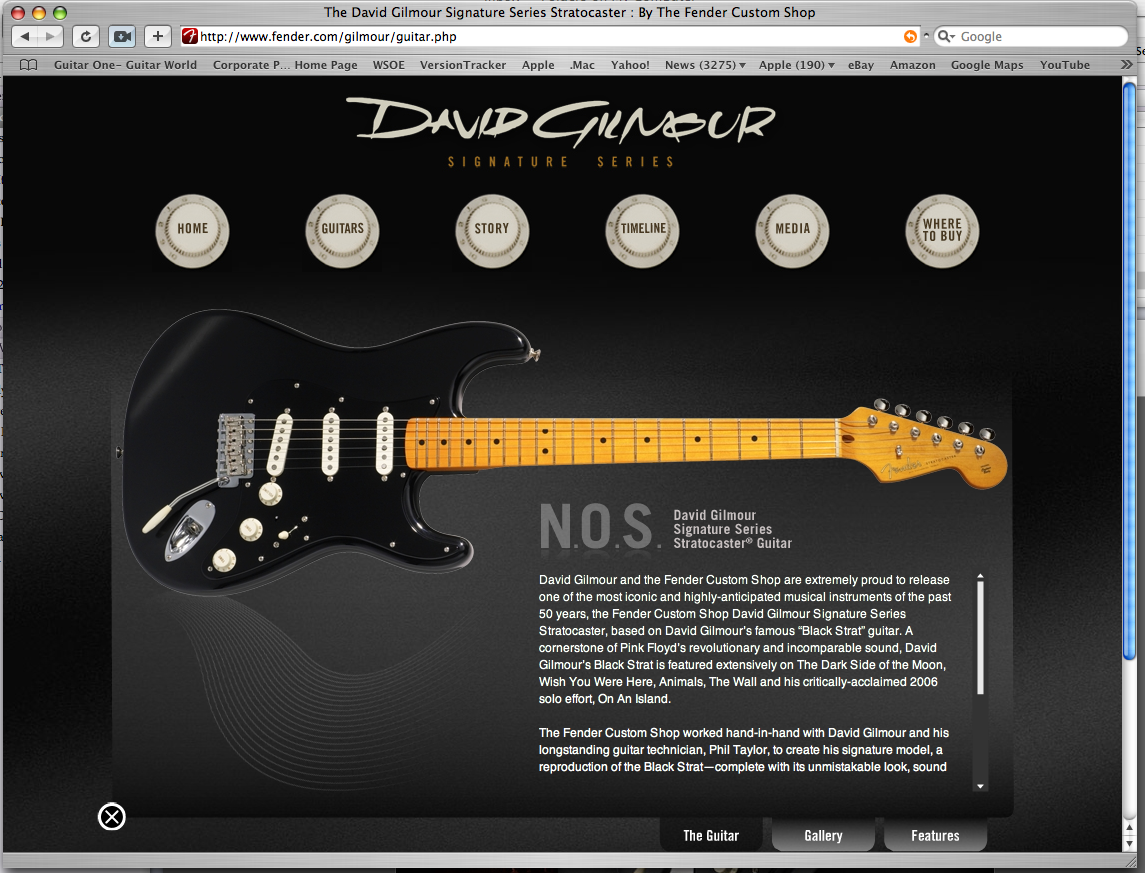 The David Gilmour Signature Series Stratocaster : By The Fender Custom Shop
http://www.fender.com/gilmour/guitar.php
Google
Guitar One- Guitar World Corporate P... Home Page WSOE VersionTracker Apple .Mac Yahoo! News (3275) Apple (190) eBay Amazon Google Maps YouTube
DAVID GILMOUR
SIGNATURE SERIES
HOME
GUITARS
STORY
TIMELINE
MEDIA
WHERE
TO BUY
Fender
N.O.S.
David Gilmour
Signature Series
Stratocaster® Guitar
David Gilmour and the Fender Custom Shop are extremely proud to release
one of the most iconic and highly-anticipated musical instruments of the past
50 years, the Fender Custom Shop David Gilmour Signature Series
Stratocaster, based on David Gilmour's famous “Black Strat” guitar. A
cornerstone of Pink Floyd's revolutionary and incomparable sound, David
Gilmour's Black Strat is featured extensively on The Dark Side of the Moon,
Wish You Were Here, Animals, The Wall and his critically-acclaimed 2006
solo effort, On An Island.
The Fender Custom Shop worked hand-in-hand with David Gilmour and his
longstanding guitar technician, Phil Taylor, to create his signature model, a
reproduction of the Black Strat—complete with its unmistakable look, sound
The Guitar
Gallery
Features